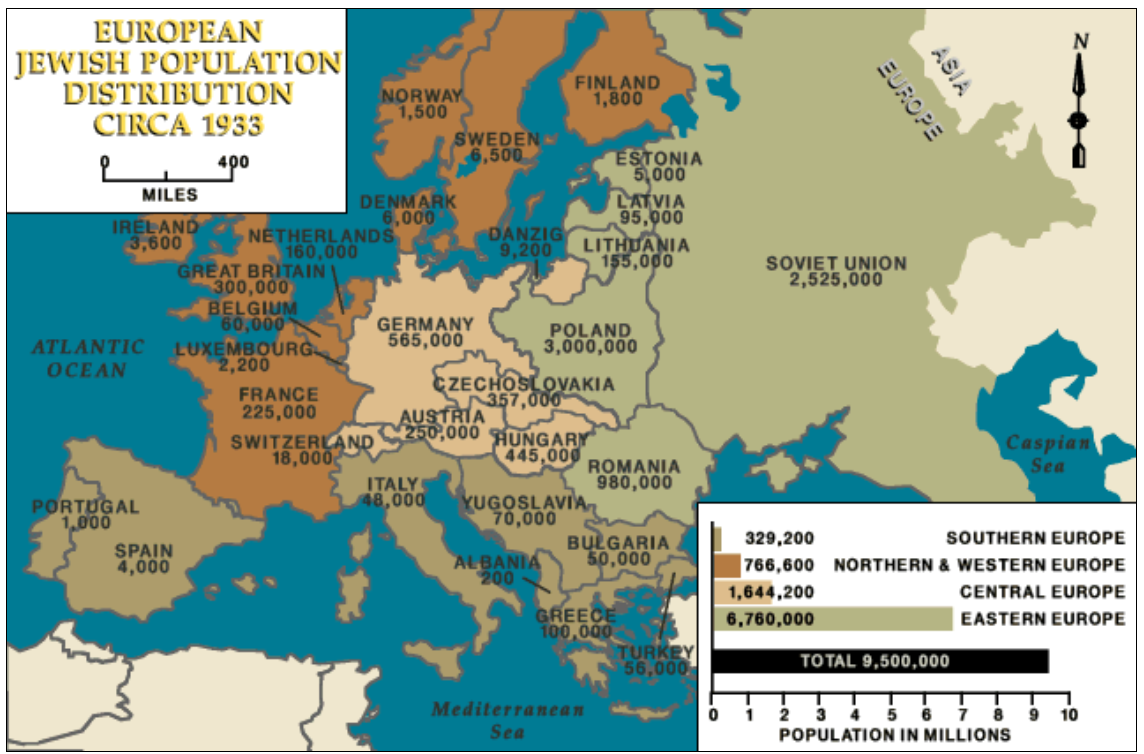 EUROPEAN
JEWISH POPULATION
DISTRIBUTION
CIRCA 1933
0 400
MILES
N
ASIA
EUROPE
NORWAY
1,500
SWEDEN
6,500
FINLAND
1,800
ESTONIA
5,000
LATVIA
95,000
LITHUANIA
155,000
DENMARK
6,000
DANZIG
9,200
IRELAND
3,600
NETHERLANDS
160,000
GREAT BRITAIN
300,000
BELGIUM
60,000
LUXEMBOURG
2,200
SOVIET UNION
2,525,000
GERMANY
565,000
POLAND
3,000,000
ATLANTIC
OCEAN
FRANCE
225,000
CZECHOSLOVAKIA
357,000
AUSTRIA
250,000
SWITZERLAND
18,000
HUNGARY
445,000
ROMANIA
980,000
Caspian
Sea
PORTUGAL
1,000
SPAIN
4,000
ITALY
48,000
YUGOSLAVIA
70,000
BULGARIA
50,000
ALBANIA
200
GREECE
100,000
TURKEY
56,000
Mediterranean
Sea
329,200 SOUTHERN EUROPE
766,600 NORTHERN & WESTERN EUROPE
1,644,200 CENTRAL EUROPE
6,760,000 EASTERN EUROPE
TOTAL 9,500,000
0 1 2 3 4 5 6 7 8 9 10
POPULATION IN MILLIONS